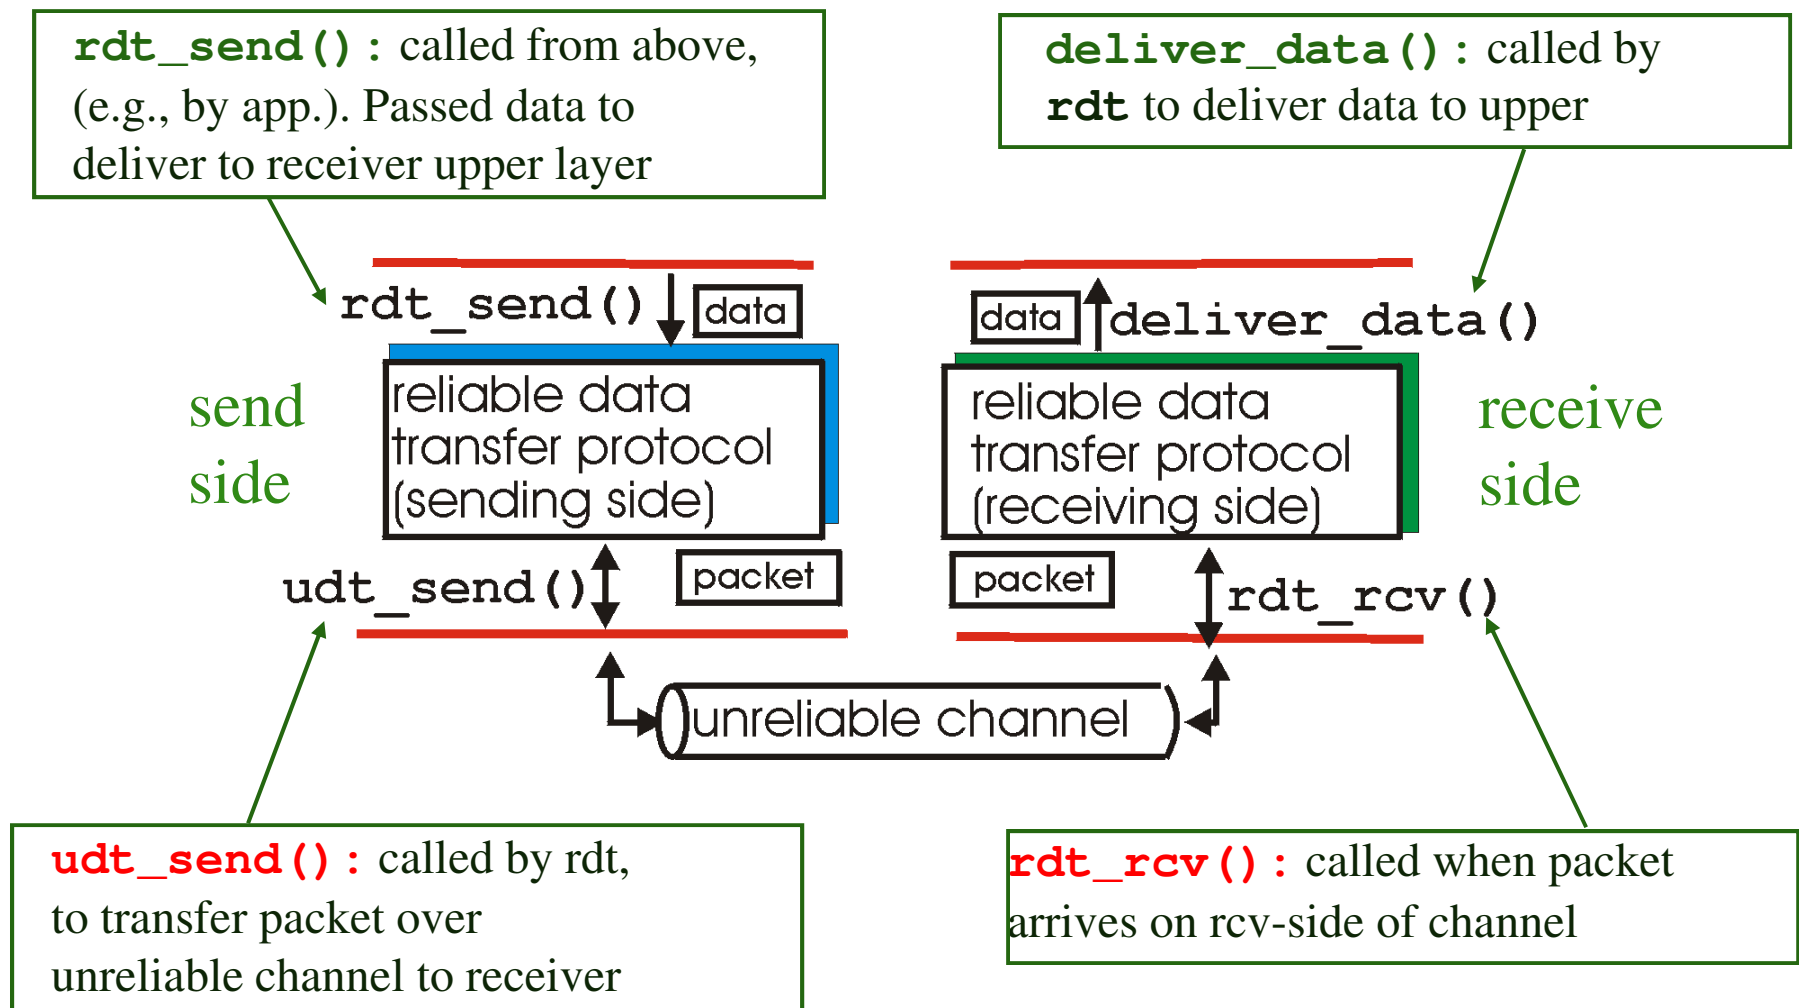 rdt_send(): called from above,
(e.g., by app.). Passed data to
deliver to receiver upper layer
deliver_data(): called by
rdt to deliver data to upper
rdt_send()
data
data
deliver_data()
send
side
reliable data
transfer protocol
(sending side)
reliable data
transfer protocol
(receiving side)
receive
side
udt_send()
packet
packet
rdt_rcv()
unreliable channel
udt_send(): called by rdt,
to transfer packet over
unreliable channel to receiver
rdt_rcv(): called when packet
arrives on rcv-side of channel